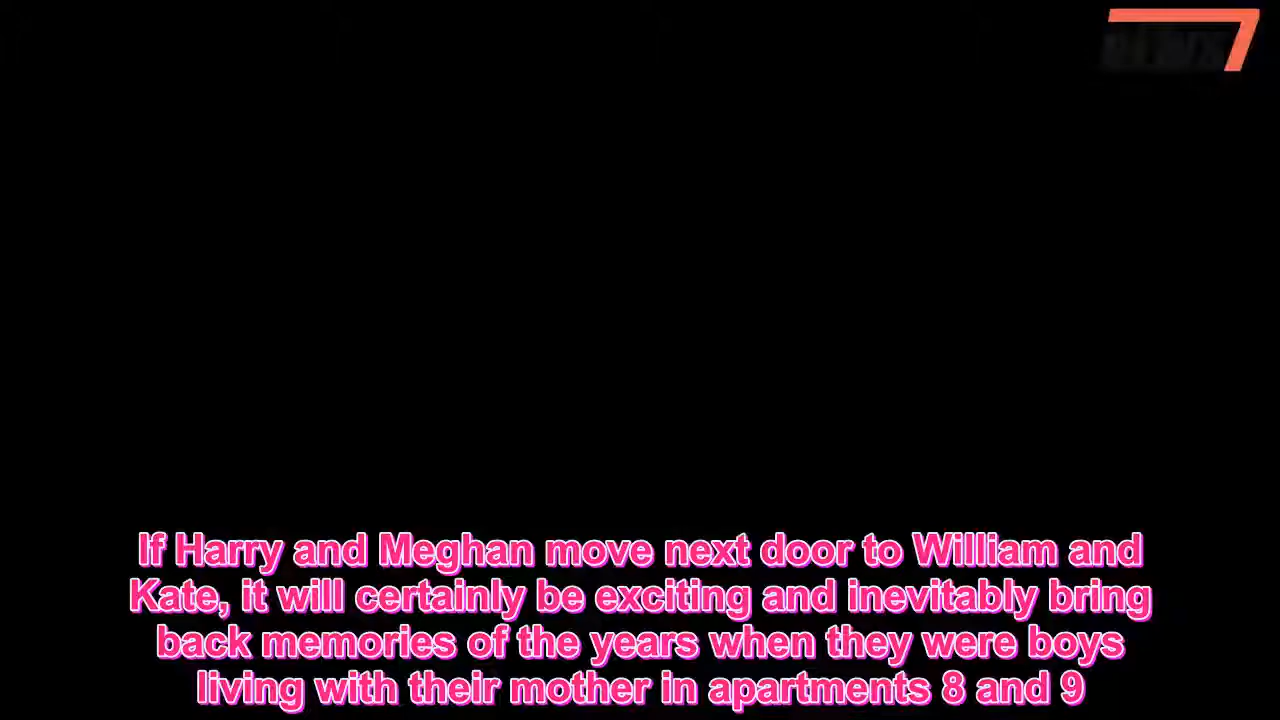 If Harry and Meghan move next door to William and
Kate, it will certainly be exciting and inevitably bring
back memories of the years when they were boys
living with their mother in apartments 8 and 9